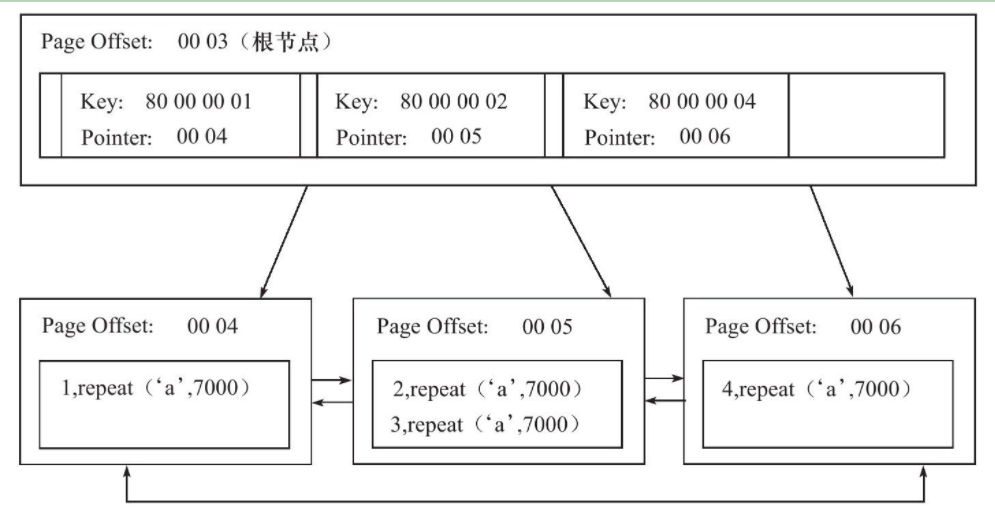 Page Offset: 00 03（根节点）
Key: 80 00 00 01
Pointer: 00 04
Key: 80 00 00 02
Pointer: 00 05
Key: 80 00 00 04
Pointer: 00 06
Page Offset: 00 04
1,repeat（‘a’,7000）
Page Offset: 00 05
2,repeat（‘a’,7000）
3,repeat（‘a’,7000）
Page Offset: 00 06
4,repeat（‘a’,7000）